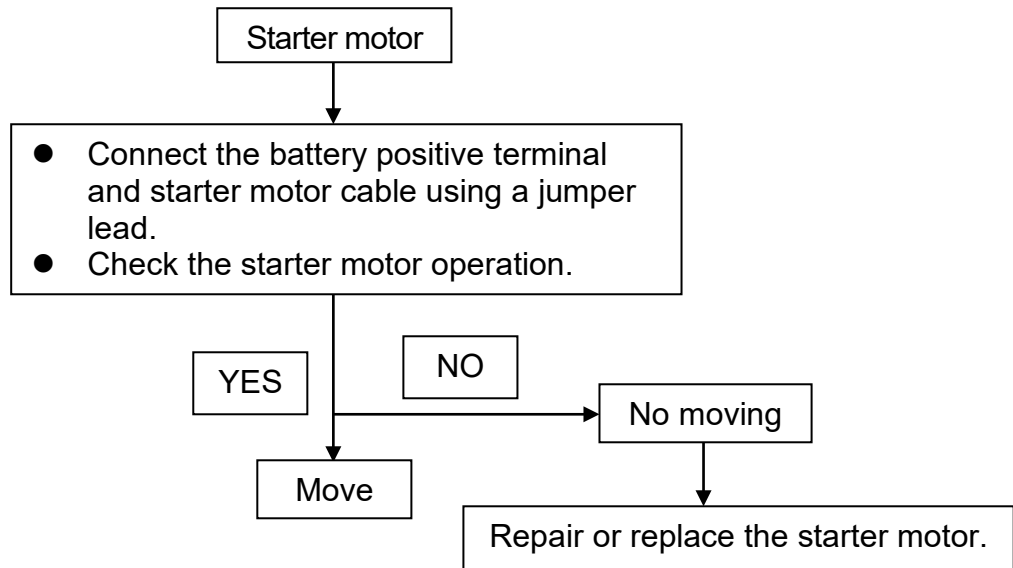 Starter motor
● Connect the battery positive terminal
and starter motor cable using a jumper
lead.
● Check the starter motor operation.
YES
NO
No moving
Move
Repair or replace the starter motor.